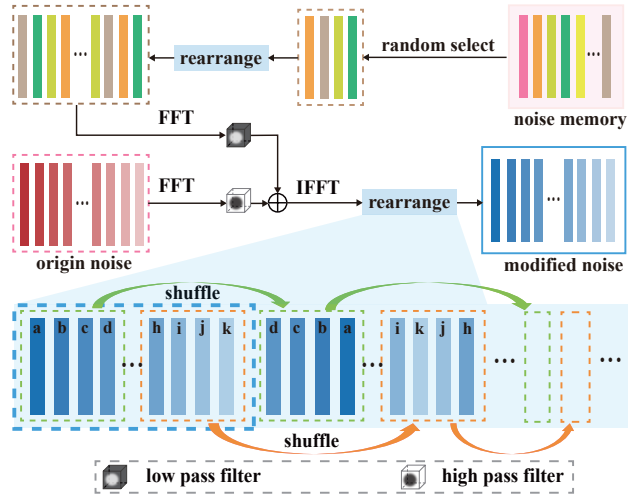 random select
rearrange
noise memory
FFT
FFT
IFFT
rearrange
origin noise
modified noise
shuffle
a b c d ... h i j k d c b a ... i k j h ... ...
shuffle
low pass filter
high pass filter